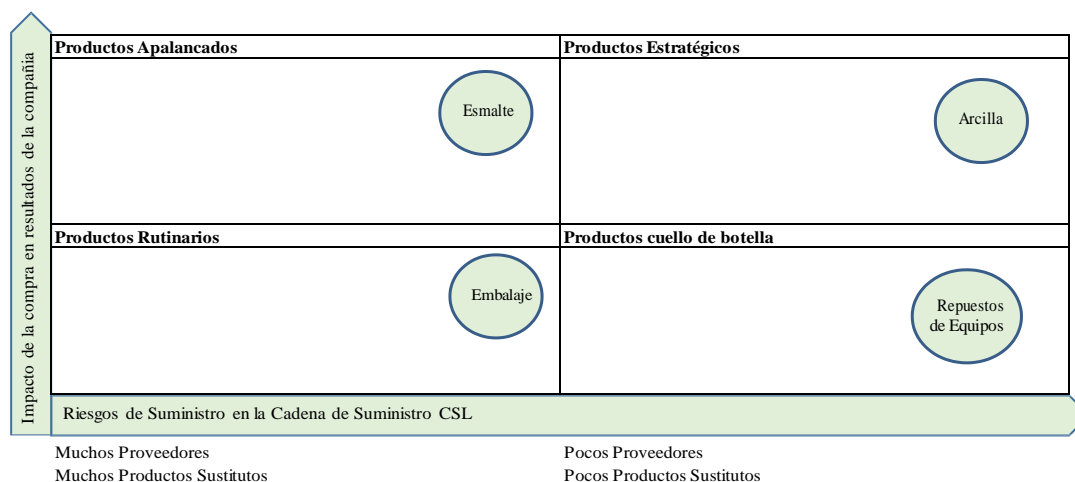 Impacto de la compra en resultados de la compañia
Productos Apalancados
Productos Estratégicos
Esmalte
Arcilla
Productos Rutinarios
Productos cuello de botella
Embalaje
Repuestos
de Equipos
Riesgos de Suministro en la Cadena de Suministro CSL
Muchos Proveedores
Pocos Proveedores
Muchos Productos Sustitutos
Pocos Productos Sustitutos